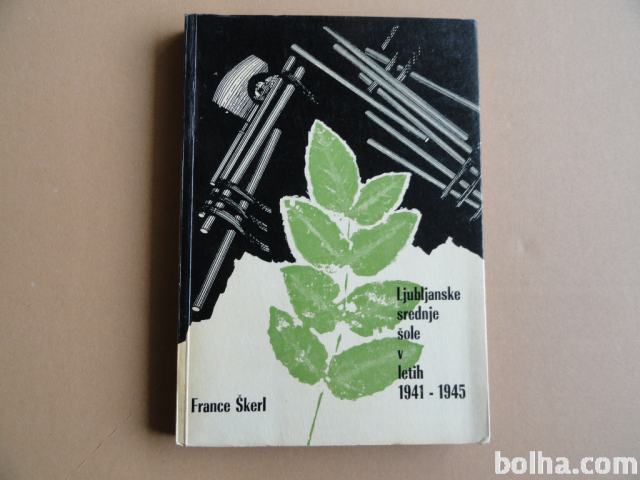 Ljubljanske
srednje
šole
v
letih
1941 - 1945
France Škerl
bolha.com